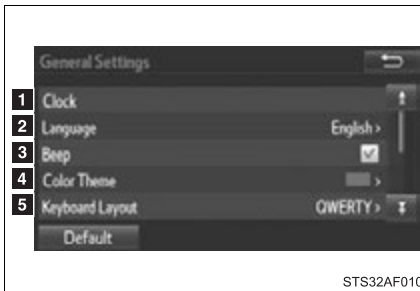 General Settings
1 Clock
2 Language English >
3 Beep
4 Color Theme >
5 Keyboard Layout QWERTY >
Default
STS32AF010